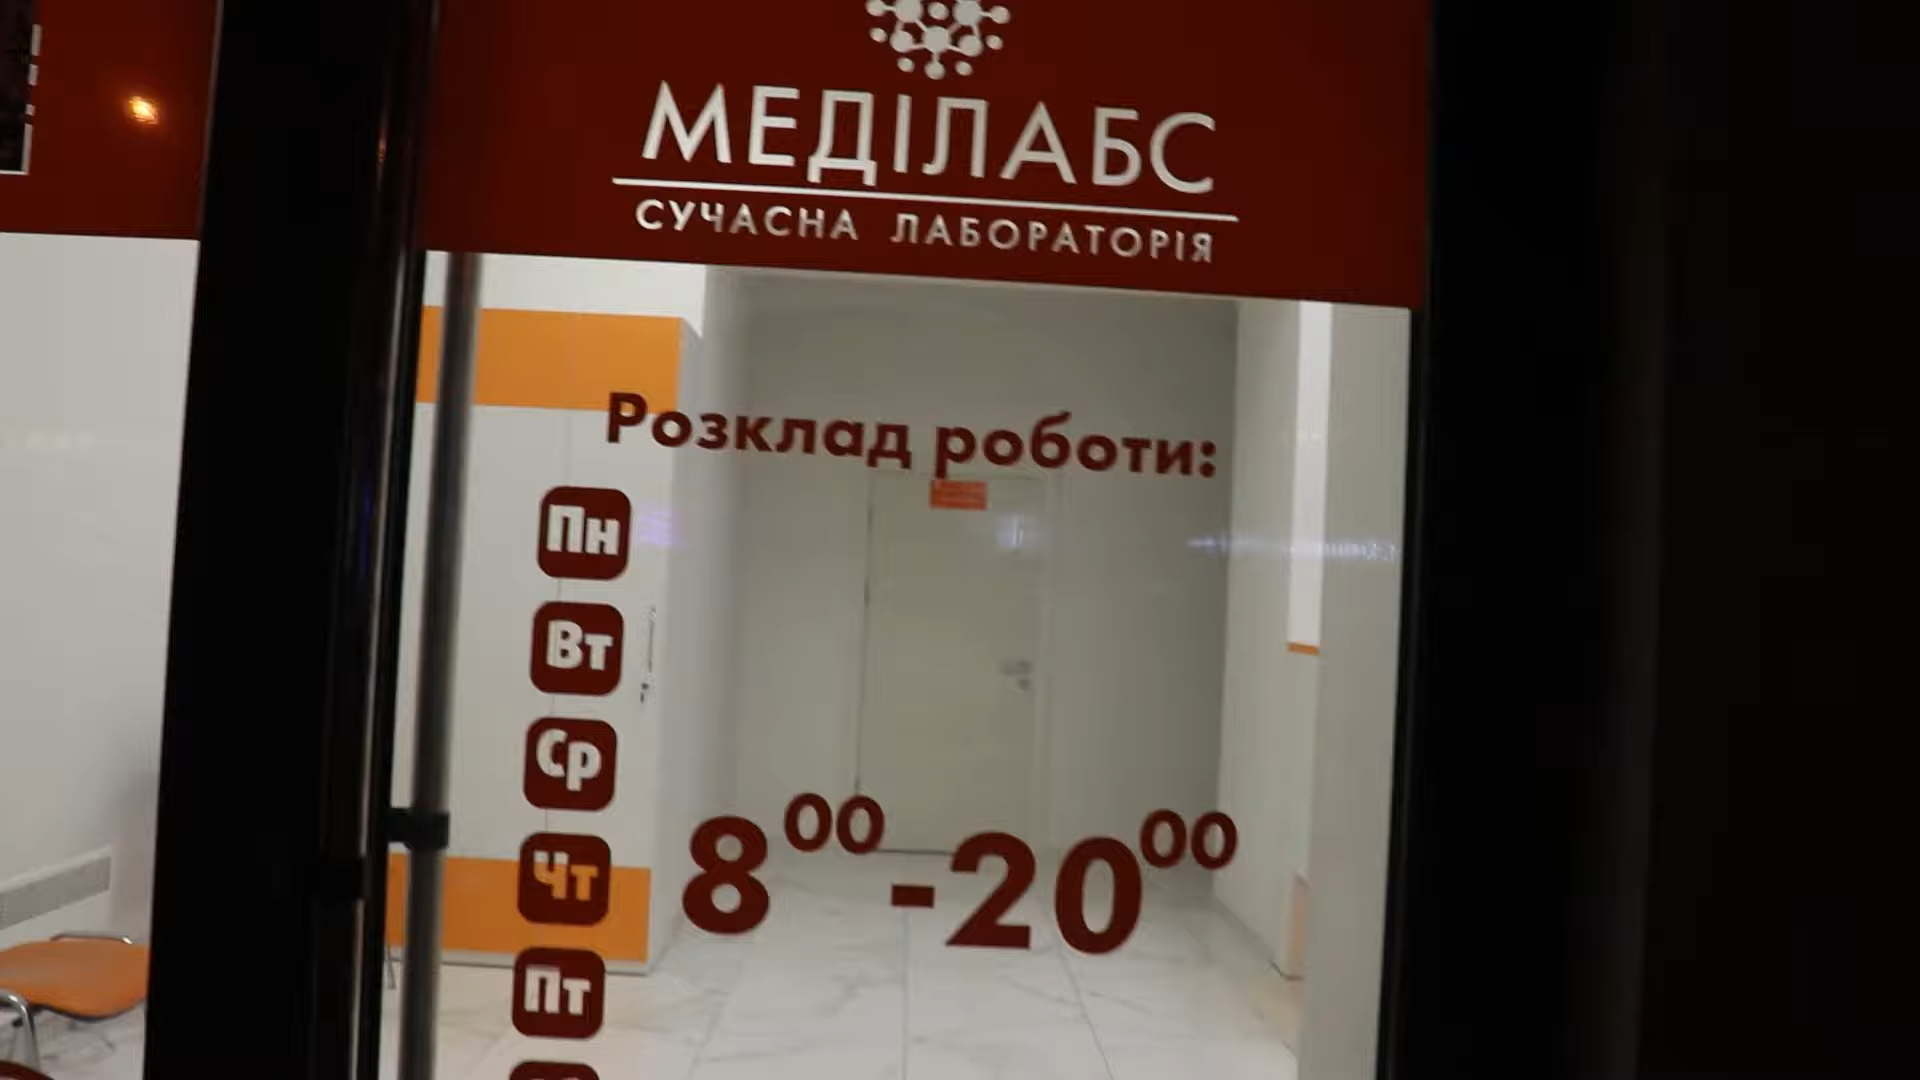 МЕДІЛАБС
СУЧАСНА ЛАБОРАТОРІЯ
Розклад роботи:
Пн
Вт
Ср
Чт
8⁰⁰-20⁰⁰
Пт